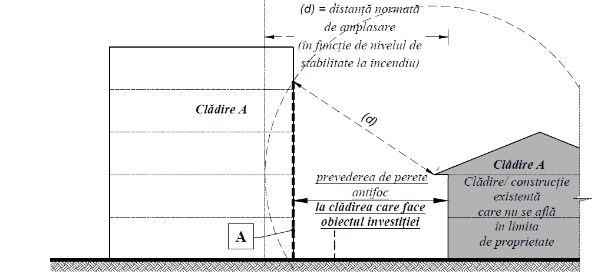 (d) = distanță normată
de amplasare
(în funcție de nivelul de
stabilitate la incendiu)
Clădire A
(d)
prevederea de perete
antifoc
la clădirea care face
obiectul investiției
A
Clădire A
Clădire/ construcție
existentă
care nu se află
în limita
de proprietate